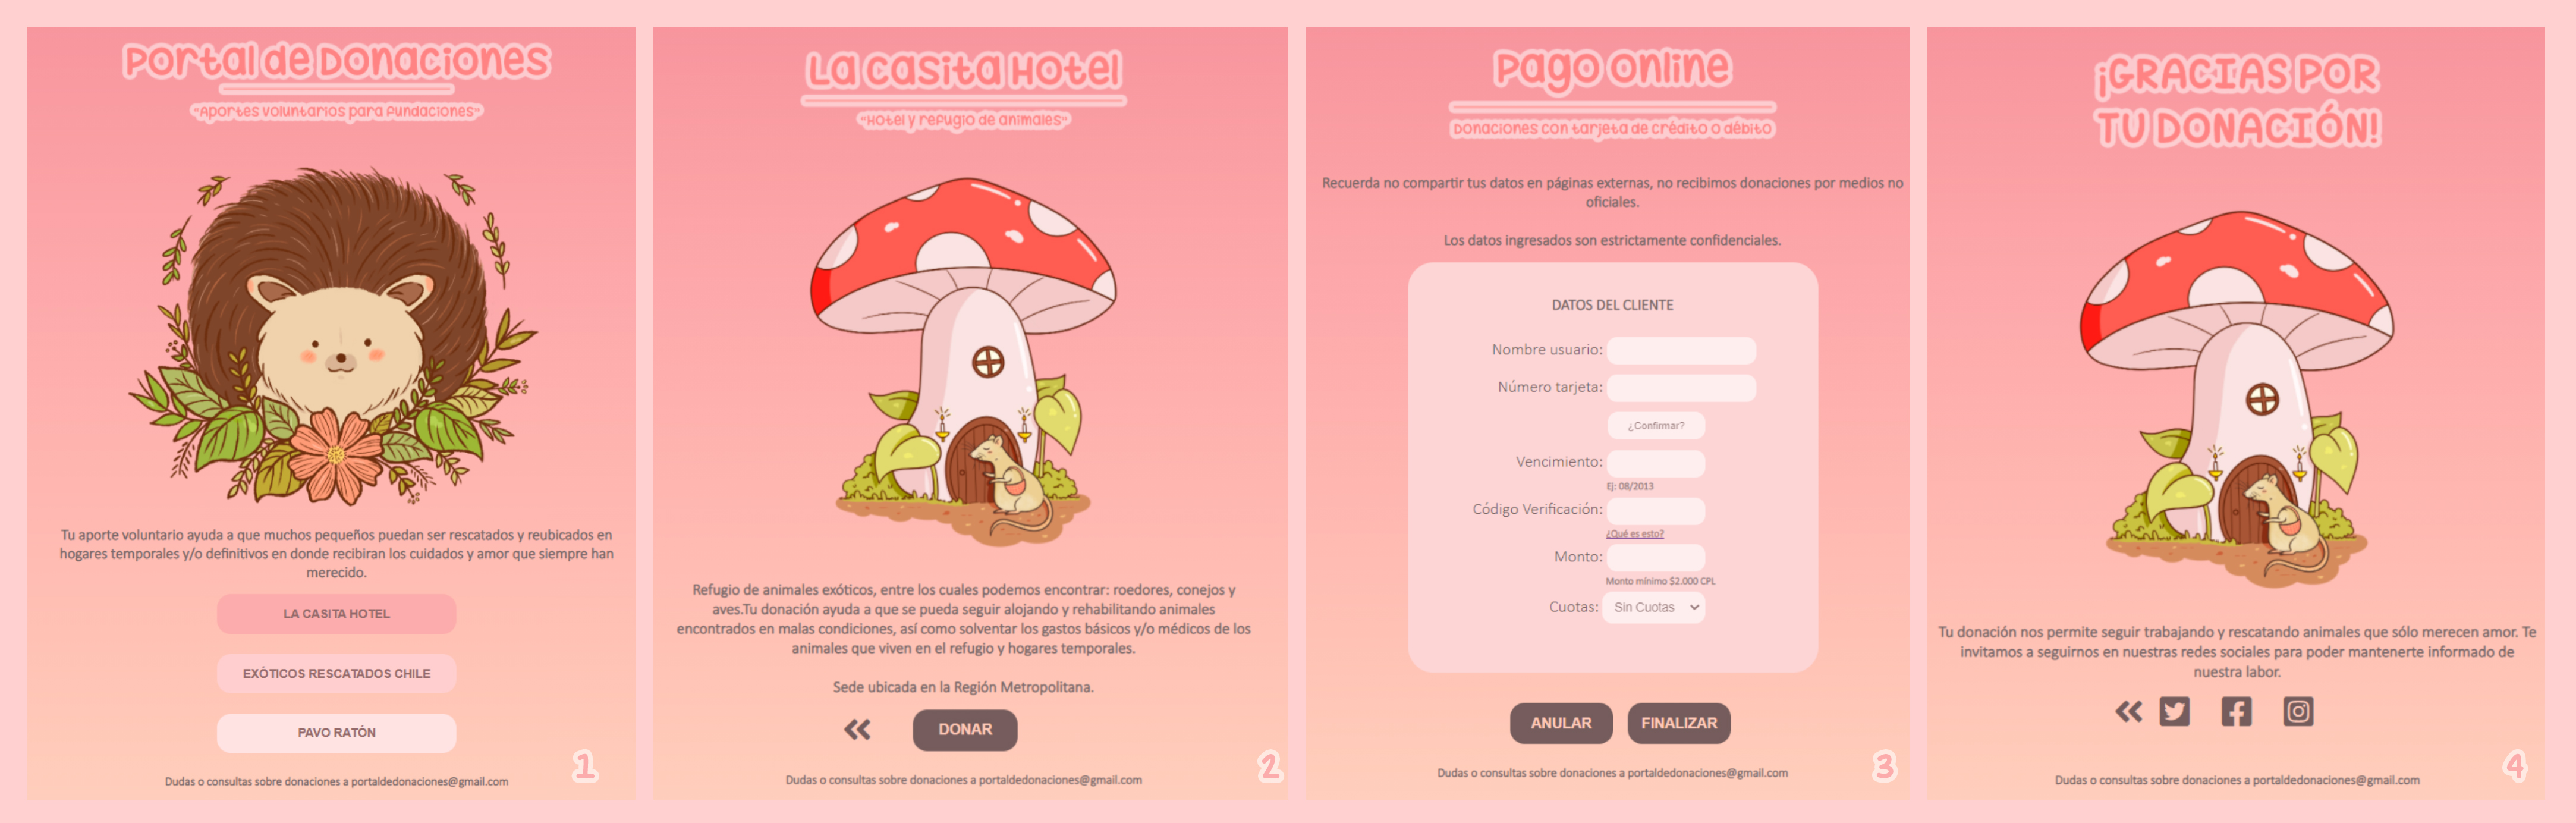 Portal de Donaciones
"Aportes voluntarios para fundaciones"
Tu aporte voluntario ayuda a que muchos pequeños puedan ser rescatados y reubicados en
hogares temporales y/o definitivos en donde recibiran los cuidados y amor que siempre han
merecido.
LA CASITA HOTEL
EXÓTICOS RESCATADOS CHILE
PAVO RATÓN
Dudas o consultas sobre donaciones a portaldedonaciones@gmail.com
1
La Casita Hotel
"Hotel y refugio de animales"
Refugio de animales exóticos, entre los cuales podemos encontrar: roedores, conejos y
aves.Tu donación ayuda a que se pueda seguir alojando y rehabilitando animales
encontrados en malas condiciones, así como solventar los gastos básicos y/o médicos de los
animales que viven en el refugio y hogares temporales.
Sede ubicada en la Región Metropolitana.
DONAR
Dudas o consultas sobre donaciones a portaldedonaciones@gmail.com
2
Pago Online
Donaciones con tarjeta de crédito o débito
Recuerda no compartir tus datos en páginas externas, no recibimos donaciones por medios no
oficiales.
Los datos ingresados son estrictamente confidenciales.
DATOS DEL CLIENTE
Nombre usuario:
Número tarjeta:
¿Confirmar?
Vencimiento:
Ej: 08/2013
Código Verificación:
¿Qué es esto?
Monto:
Monto mínimo $2.000 CPL
Cuotas: Sin Cuotas
ANULAR FINALIZAR
Dudas o consultas sobre donaciones a portaldedonaciones@gmail.com
3
¡GRACIAS POR
TU DONACIÓN!
Tu donación nos permite seguir trabajando y rescatando animales que sólo merecen amor. Te
invitamos a seguirnos en nuestras redes sociales para poder mantenerte informado de
nuestra labor.
Dudas o consultas sobre donaciones a portaldedonaciones@gmail.com
4